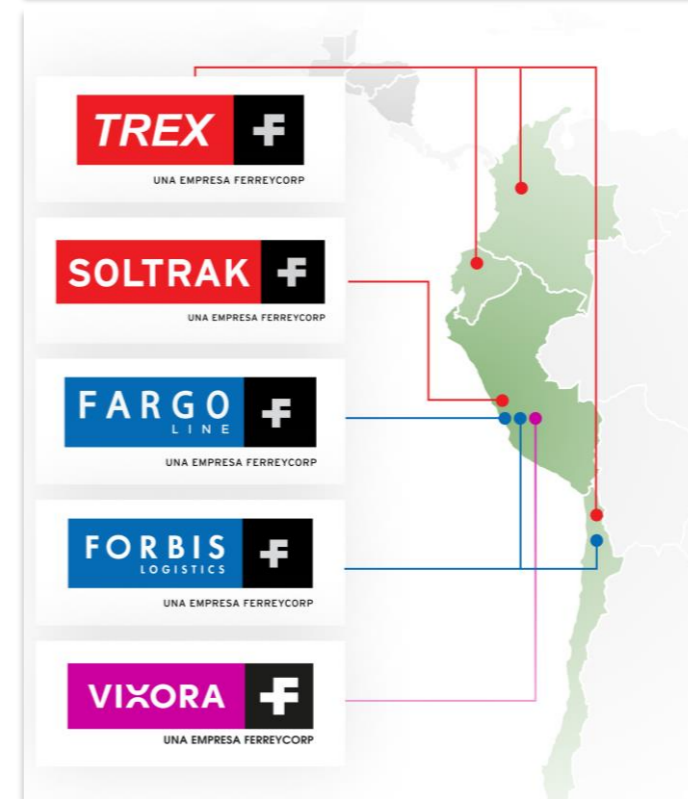 TREX
UNA EMPRESA FERREYCORP
SOLTRAK
UNA EMPRESA FERREYCORP
FARGO
LINE
UNA EMPRESA FERREYCORP
FORBIS
LOGISTICS
UNA EMPRESA FERREYCORP
VIXORA
UNA EMPRESA FERREYCORP